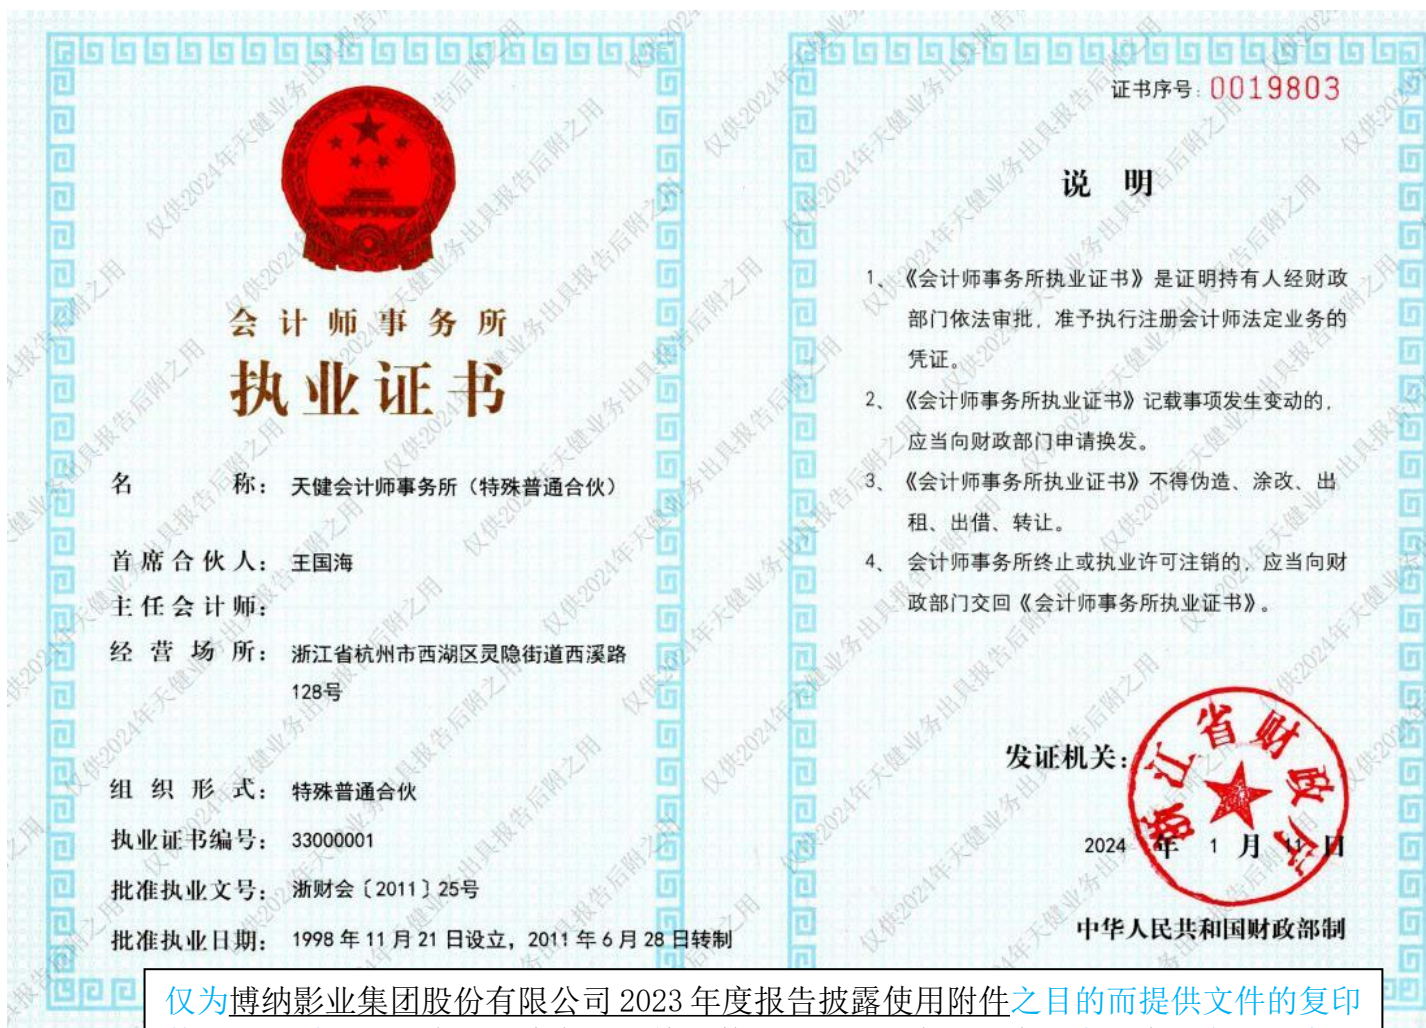 会计师事务所
执业证书
名 称：天健会计师事务所（特殊普通合伙）
首席合伙人：王国海
主任会计师：
经营场所：浙江省杭州市西湖区灵隐街道西溪路
128号
组织形式：特殊普通合伙
执业证书编号：33000001
批准执业文号：浙财会〔2011〕25号
批准执业日期：1998年11月21日设立，2011年6月28日转制
证书序号：0019803
说 明
1、《会计师事务所执业证书》是证明持有人经财政
部门依法审批，准予执行注册会计师法定业务的
凭证。
2、《会计师事务所执业证书》记载事项发生变动的，
应当向财政部门申请换发。
3、《会计师事务所执业证书》不得伪造、涂改、出
租、出借、转让。
4、会计师事务所终止或执业许可注销的，应当向财
政部门交回《会计师事务所执业证书》。
发证机关：
浙江省财政厅
2024 年 1 月 11 日
中华人民共和国财政部制
仅供2024年天健业务出具报告后附之用
仅为博纳影业集团股份有限公司 2023 年度报告披露使用附件之目的而提供文件的复印